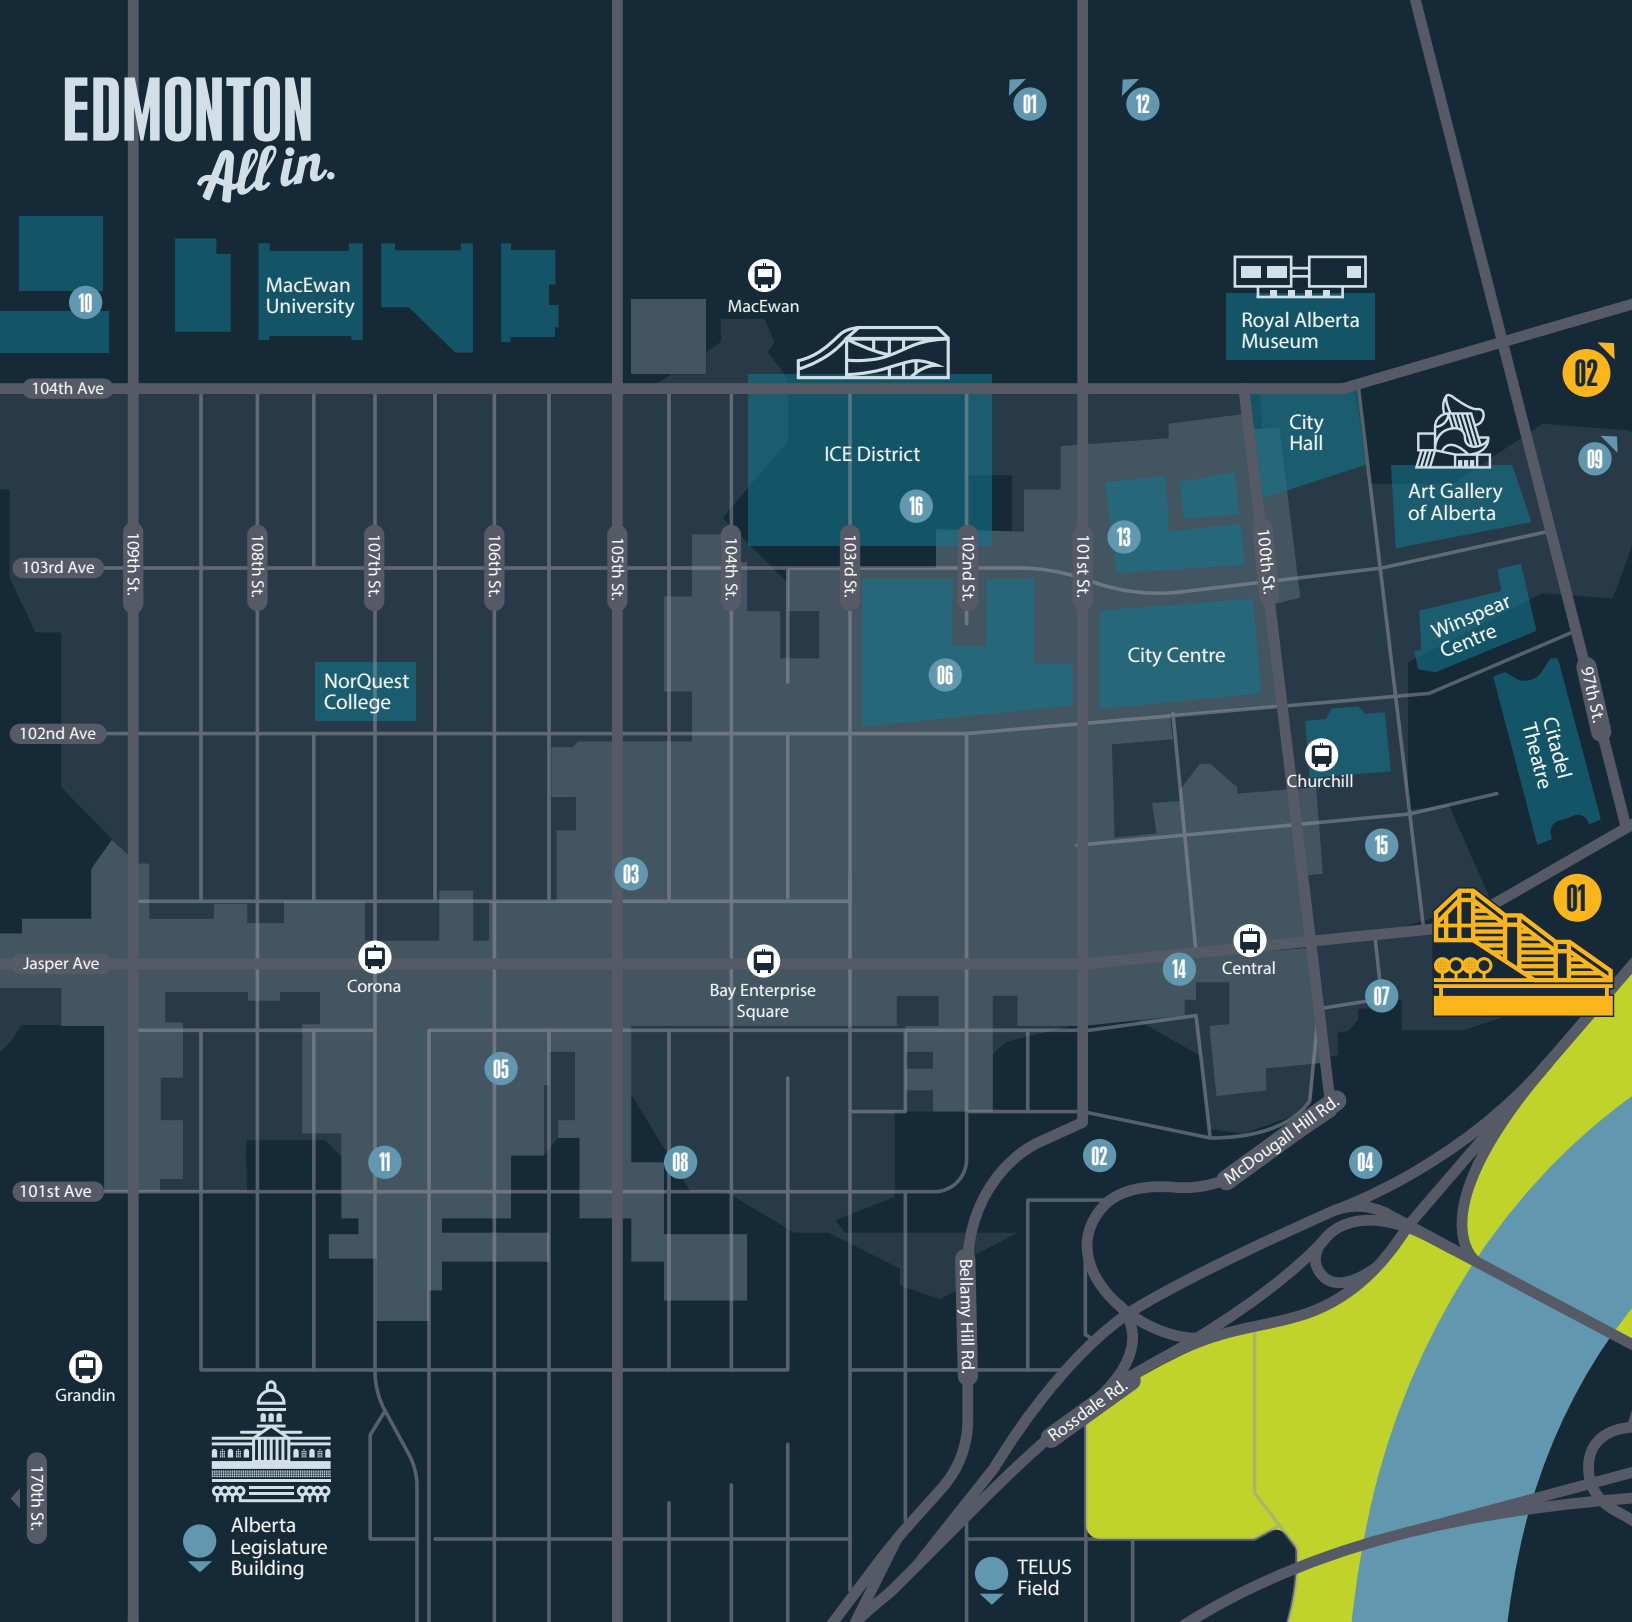 EDMONTON
All in.
01
12
10
MacEwan
University
MacEwan
Royal Alberta
Museum
02
104th Ave
City
Hall
ICE District
09
Art Gallery
of Alberta
16
13
109th St.
108th St.
107th St.
106th St.
105th St.
104th St.
103rd St.
102nd St.
101st St.
100th St.
103rd Ave
Winspear
Centre
City Centre
06
NorQuest
College
97th St.
102nd Ave
Citadel
Theatre
Churchill
15
03
01
Jasper Ave
Corona
Bay Enterprise
Square
14
Central
07
05
McDougall Hill Rd.
11
08
02
04
101st Ave
Bellamy Hill Rd.
Grandin
Rossdale Rd.
170th St.
Alberta
Legislature
Building
TELUS
Field